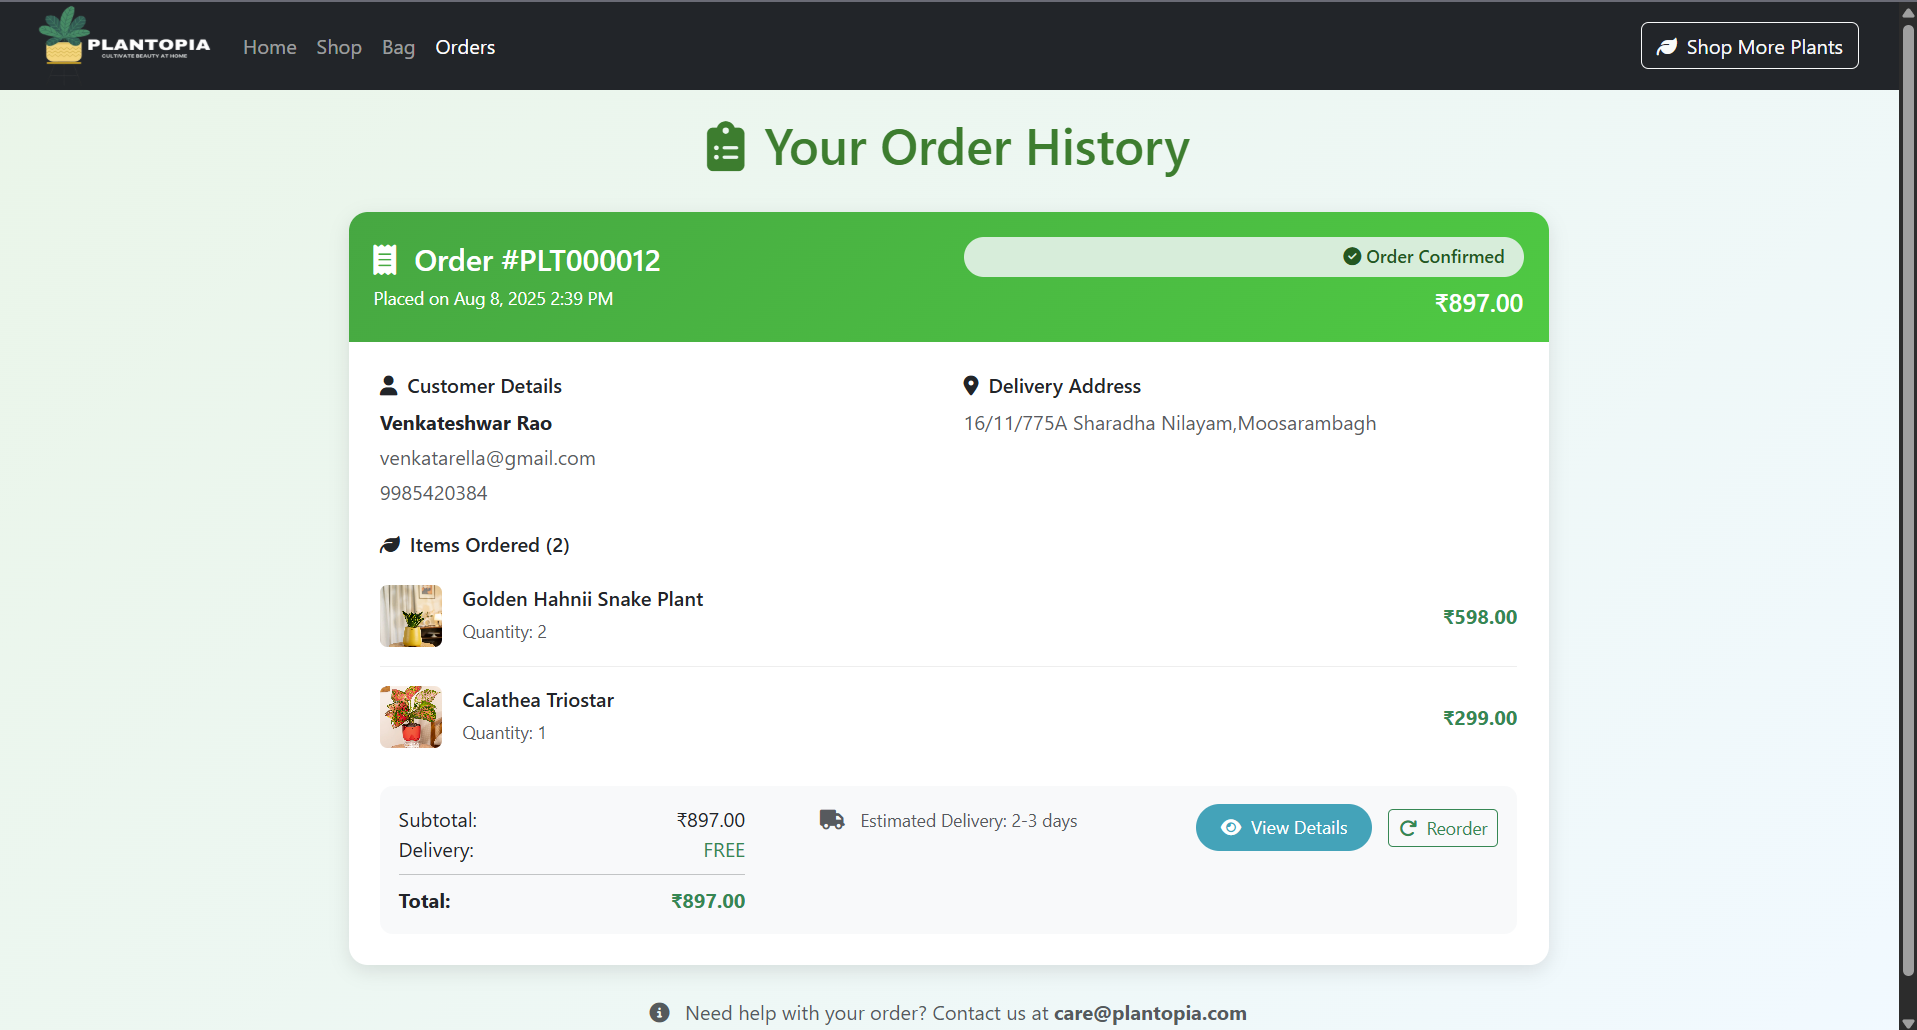 PLANTOPIA
CULTIVATE BEAUTY AT HOME
Home Shop Bag Orders
Shop More Plants
Your Order History
Order #PLT000012
Order Confirmed
Placed on Aug 8, 2025 2:39 PM
₹897.00
Customer Details
Venkateshwar Rao
venkatarella@gmail.com
9985420384
Delivery Address
16/11/775A Sharadha Nilayam,Moosarambagh
Items Ordered (2)
Golden Hahnii Snake Plant
Quantity: 2
₹598.00
Calathea Triostar
Quantity: 1
₹299.00
Subtotal: ₹897.00
Delivery: FREE
Total: ₹897.00
Estimated Delivery: 2-3 days
View Details
Reorder
Need help with your order? Contact us at care@plantopia.com